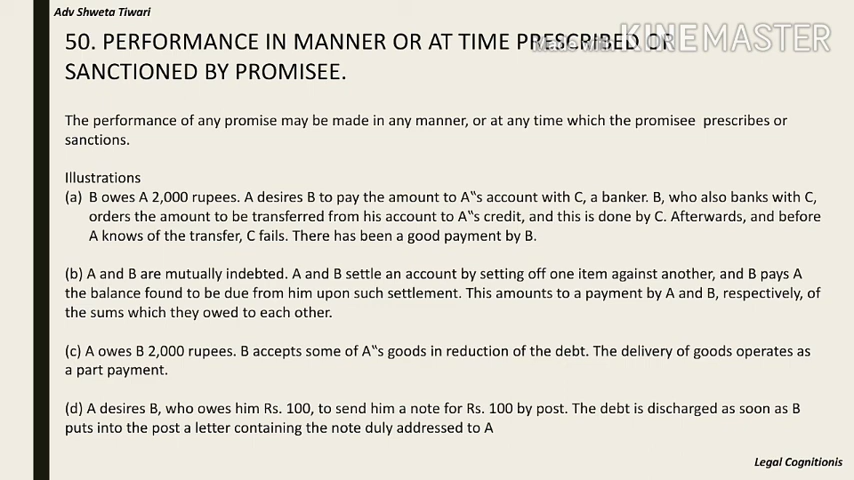 Adv Shweta Tiwari
50. PERFORMANCE IN MANNER OR AT TIME PRESCRIBED OR
Made with KINEMASTER
SANCTIONED BY PROMISEE.
The performance of any promise may be made in any manner, or at any time which the promisee prescribes or
sanctions.
Illustrations
(a) B owes A 2,000 rupees. A desires B to pay the amount to A‟s account with C, a banker. B, who also banks with C,
orders the amount to be transferred from his account to A‟s credit, and this is done by C. Afterwards, and before
A knows of the transfer, C fails. There has been a good payment by B.
(b) A and B are mutually indebted. A and B settle an account by setting off one item against another, and B pays A
the balance found to be due from him upon such settlement. This amounts to a payment by A and B, respectively, of
the sums which they owed to each other.
(c) A owes B 2,000 rupees. B accepts some of A‟s goods in reduction of the debt. The delivery of goods operates as
a part payment.
(d) A desires B, who owes him Rs. 100, to send him a note for Rs. 100 by post. The debt is discharged as soon as B
puts into the post a letter containing the note duly addressed to A
Legal Cognitionis